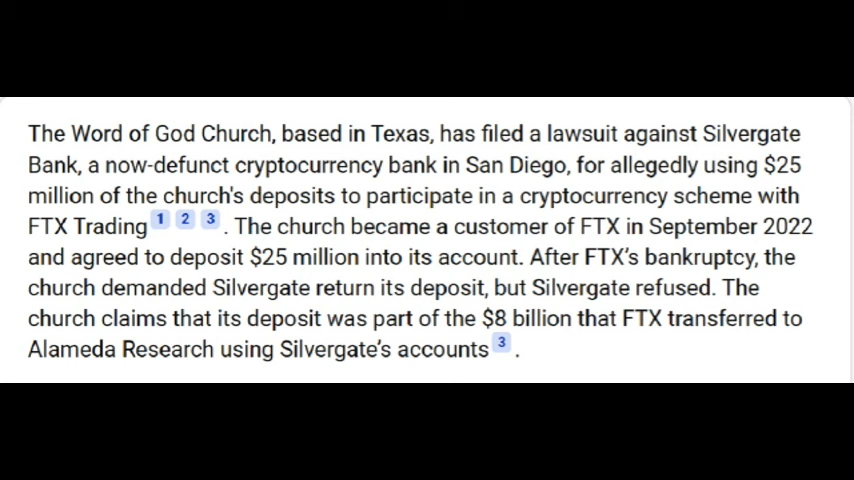 The Word of God Church, based in Texas, has filed a lawsuit against Silvergate
Bank, a now-defunct cryptocurrency bank in San Diego, for allegedly using $25
million of the church's deposits to participate in a cryptocurrency scheme with
FTX Trading 1 2 3 . The church became a customer of FTX in September 2022
and agreed to deposit $25 million into its account. After FTX’s bankruptcy, the
church demanded Silvergate return its deposit, but Silvergate refused. The
church claims that its deposit was part of the $8 billion that FTX transferred to
Alameda Research using Silvergate’s accounts 3 .